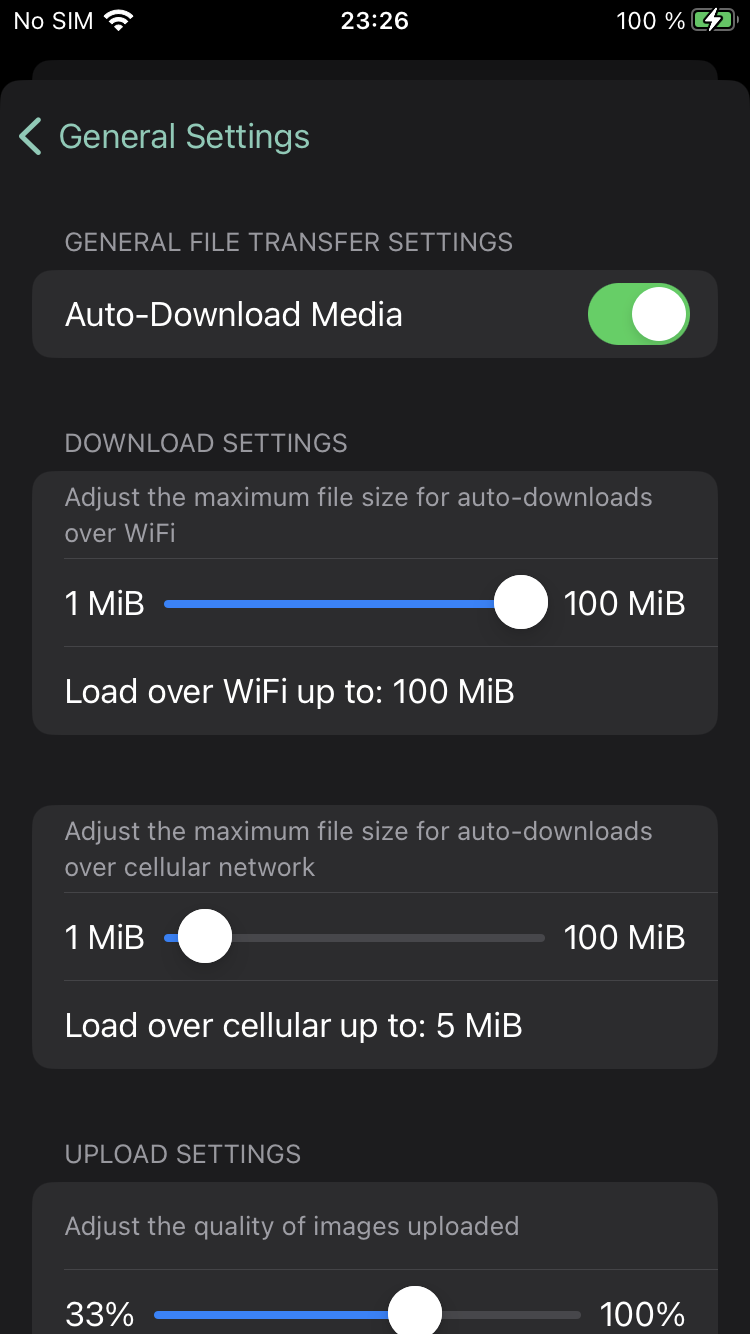 No SIM 23:26 100 %
General Settings
GENERAL FILE TRANSFER SETTINGS
Auto-Download Media
DOWNLOAD SETTINGS
Adjust the maximum file size for auto-downloads
over WiFi
1 MiB 100 MiB
Load over WiFi up to: 100 MiB
Adjust the maximum file size for auto-downloads
over cellular network
1 MiB 100 MiB
Load over cellular up to: 5 MiB
UPLOAD SETTINGS
Adjust the quality of images uploaded
33% 100%